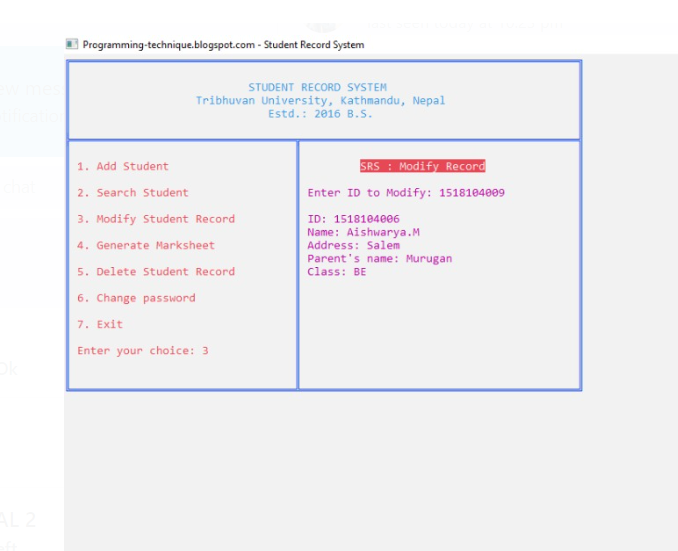 Programming-technique.blogspot.com - Student Record System
STUDENT RECORD SYSTEM
Tribhuvan University, Kathmandu, Nepal
Estd.: 2016 B.S.
1. Add Student
2. Search Student
3. Modify Student Record
4. Generate Marksheet
5. Delete Student Record
6. Change password
7. Exit
Enter your choice: 3
SRS : Modify Record
Enter ID to Modify: 1518104009
ID: 1518104006
Name: Aishwarya.M
Address: Salem
Parent's name: Murugan
Class: BE